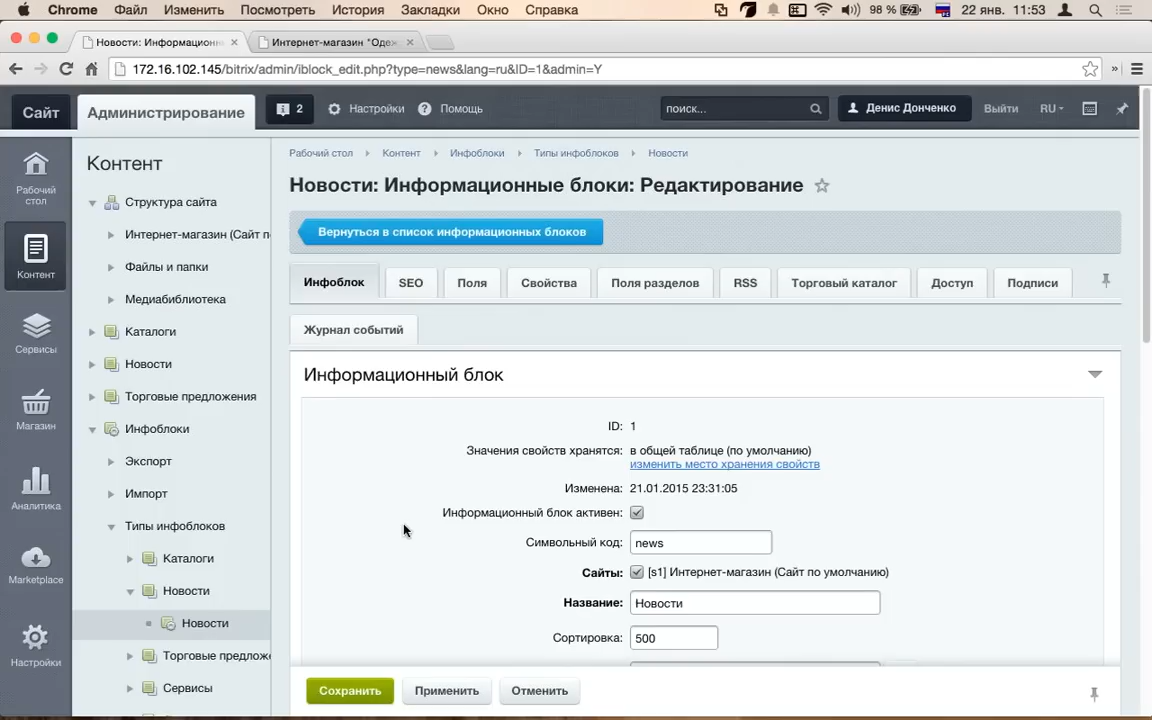 Chrome Файл Изменить Посмотреть История Закладки Окно Справка 98 % 22 янв. 11:53
Новости: Информационн Интернет-магазин "Одеж
172.16.102.145/bitrix/admin/iblock_edit.php?type=news&lang=ru&ID=1&admin=Y »
Сайт Администрирование 2 Настройки Помощь поиск... Денис Донченко Выйти RU
Рабочий стол Контент Инфоблоки Типы инфоблоков Новости
Новости: Информационные блоки: Редактирование
Вернуться в список информационных блоков
Инфоблок SEO Поля Свойства Поля разделов RSS Торговый каталог Доступ Подписи
Журнал событий
Рабочий
стол
Контент
Сервисы
Магазин
Аналитика
Marketplace
Настройки
Контент
Структура сайта
Интернет-магазин (Сайт п
Файлы и папки
Медиабиблиотека
Каталоги
Новости
Торговые предложения
Инфоблоки
Экспорт
Импорт
Типы инфоблоков
Каталоги
Новости
Новости
Торговые предлож
Сервисы
Информационный блок
ID: 1
Значения свойств хранятся: в общей таблице (по умолчанию)
изменить место хранения свойств
Изменена: 21.01.2015 23:31:05
Информационный блок активен:
Символьный код: news
Сайты: [s1] Интернет-магазин (Сайт по умолчанию)
Название: Новости
Сортировка: 500
Сохранить Применить Отменить